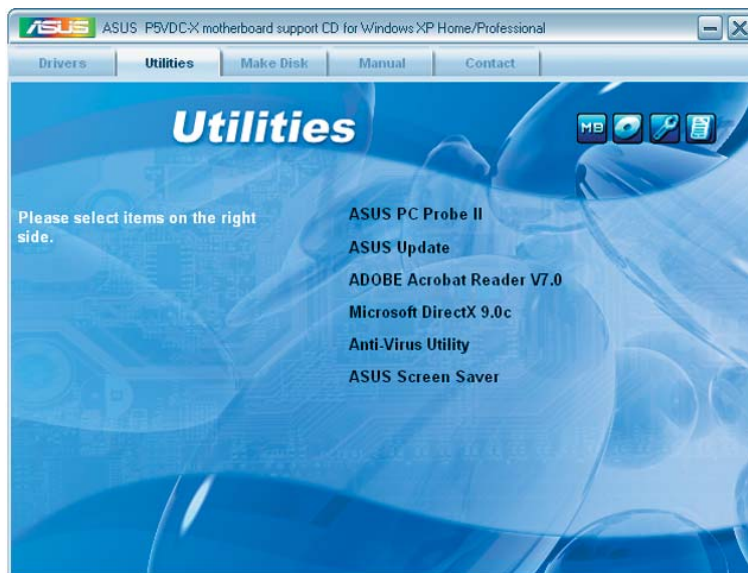 ASUS ASUS P5VDC-X motherboard support CD for Windows XP Home/Professional
Drivers Utilities Make Disk Manual Contact
Utilities
MB
Please select items on the right
side.
ASUS PC Probe II
ASUS Update
ADOBE Acrobat Reader V7.0
Microsoft DirectX 9.0c
Anti-Virus Utility
ASUS Screen Saver